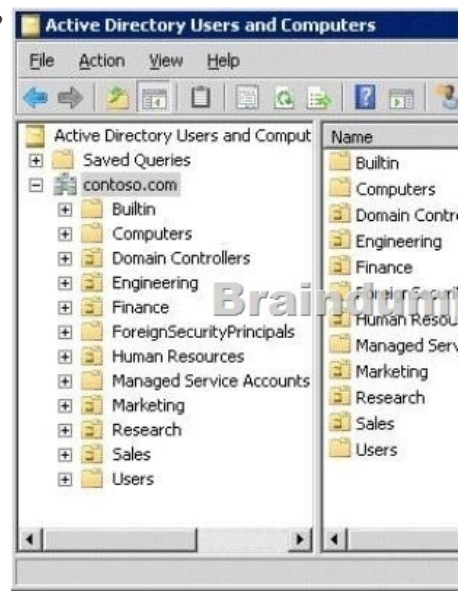 Active Directory Users and Computers
File Action View Help
Active Directory Users and Comput
Saved Queries
contoso.com
Builtin
Computers
Domain Controllers
Engineering
Finance
ForeignSecurityPrincipals
Human Resources
Managed Service Accounts
Marketing
Research
Sales
Users
Name
Builtin
Computers
Domain Contr
Engineering
Finance
Human Resou
Managed Serv
Marketing
Research
Sales
Users
Braindump